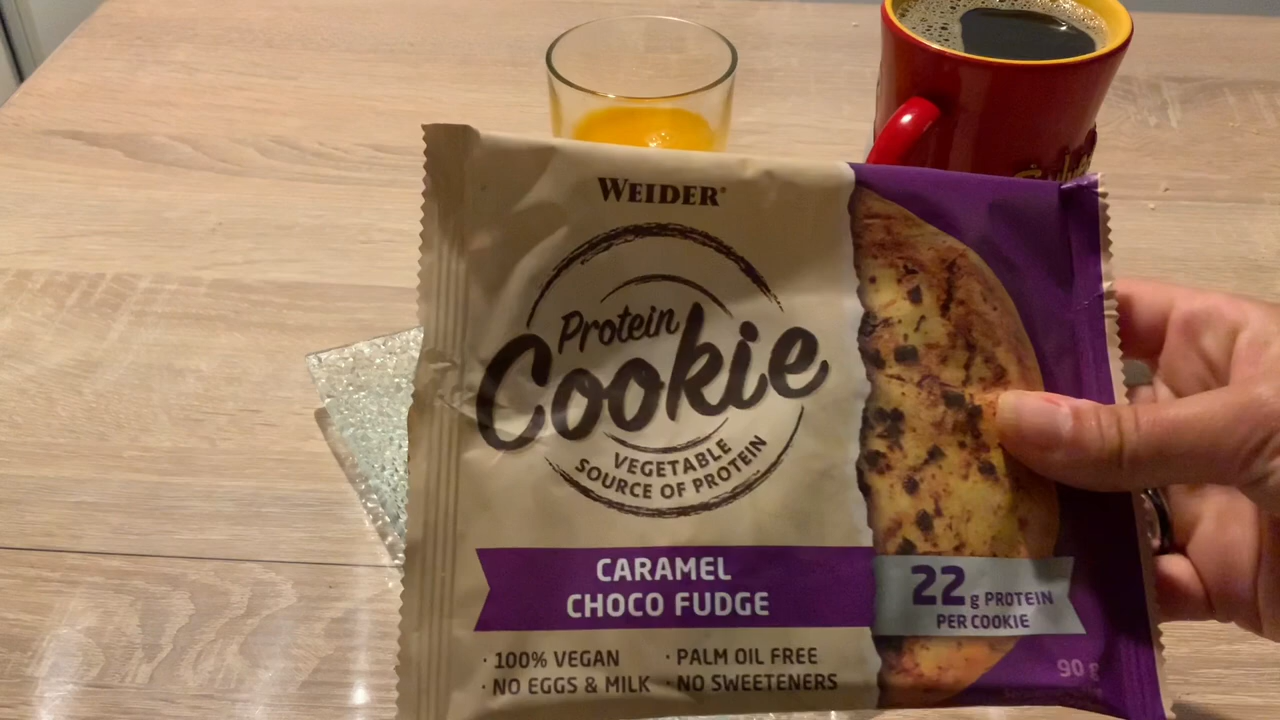 WEIDER®
Protein
Cookie
VEGETABLE
SOURCE OF PROTEIN
CARAMEL
CHOCO FUDGE
22g PROTEIN
PER COOKIE
· 100% VEGAN
· NO EGGS & MILK
· PALM OIL FREE
· NO SWEETENERS
90 g